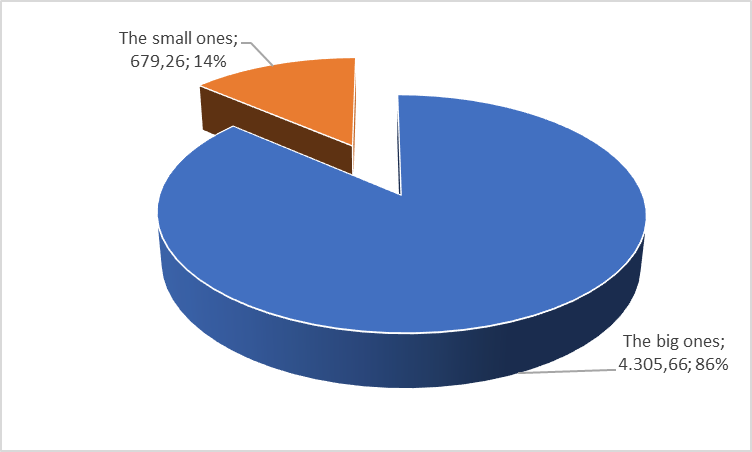 The small ones;
679,26; 14%
The big ones;
4.305,66; 86%